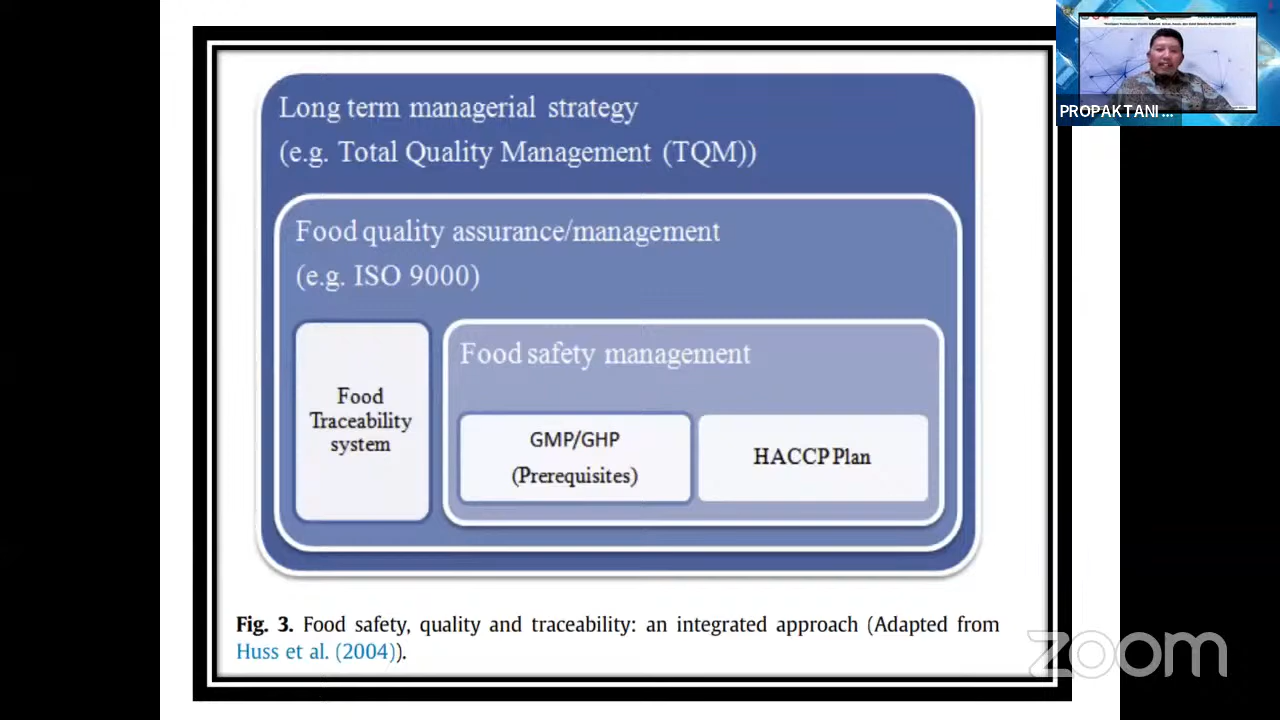 Long term managerial strategy
(e.g. Total Quality Management (TQM))
Food quality assurance/management
(e.g. ISO 9000)
Food
Traceability
system
Food safety management
GMP/GHP
(Prerequisites)
HACCP Plan
Fig. 3. Food safety, quality and traceability: an integrated approach (Adapted from
Huss et al. (2004)).
PROPAKTANI ...
zoom